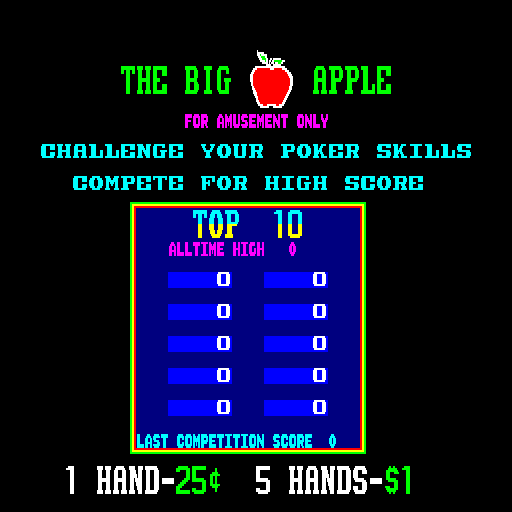 THE BIG APPLE
FOR AMUSEMENT ONLY
CHALLENGE YOUR POKER SKILLS
COMPETE FOR HIGH SCORE
TOP 10
ALLTIME HIGH 0
0 0
0 0
0 0
0 0
0 0
LAST COMPETITION SCORE 0
1 HAND-25¢ 5 HANDS-$1